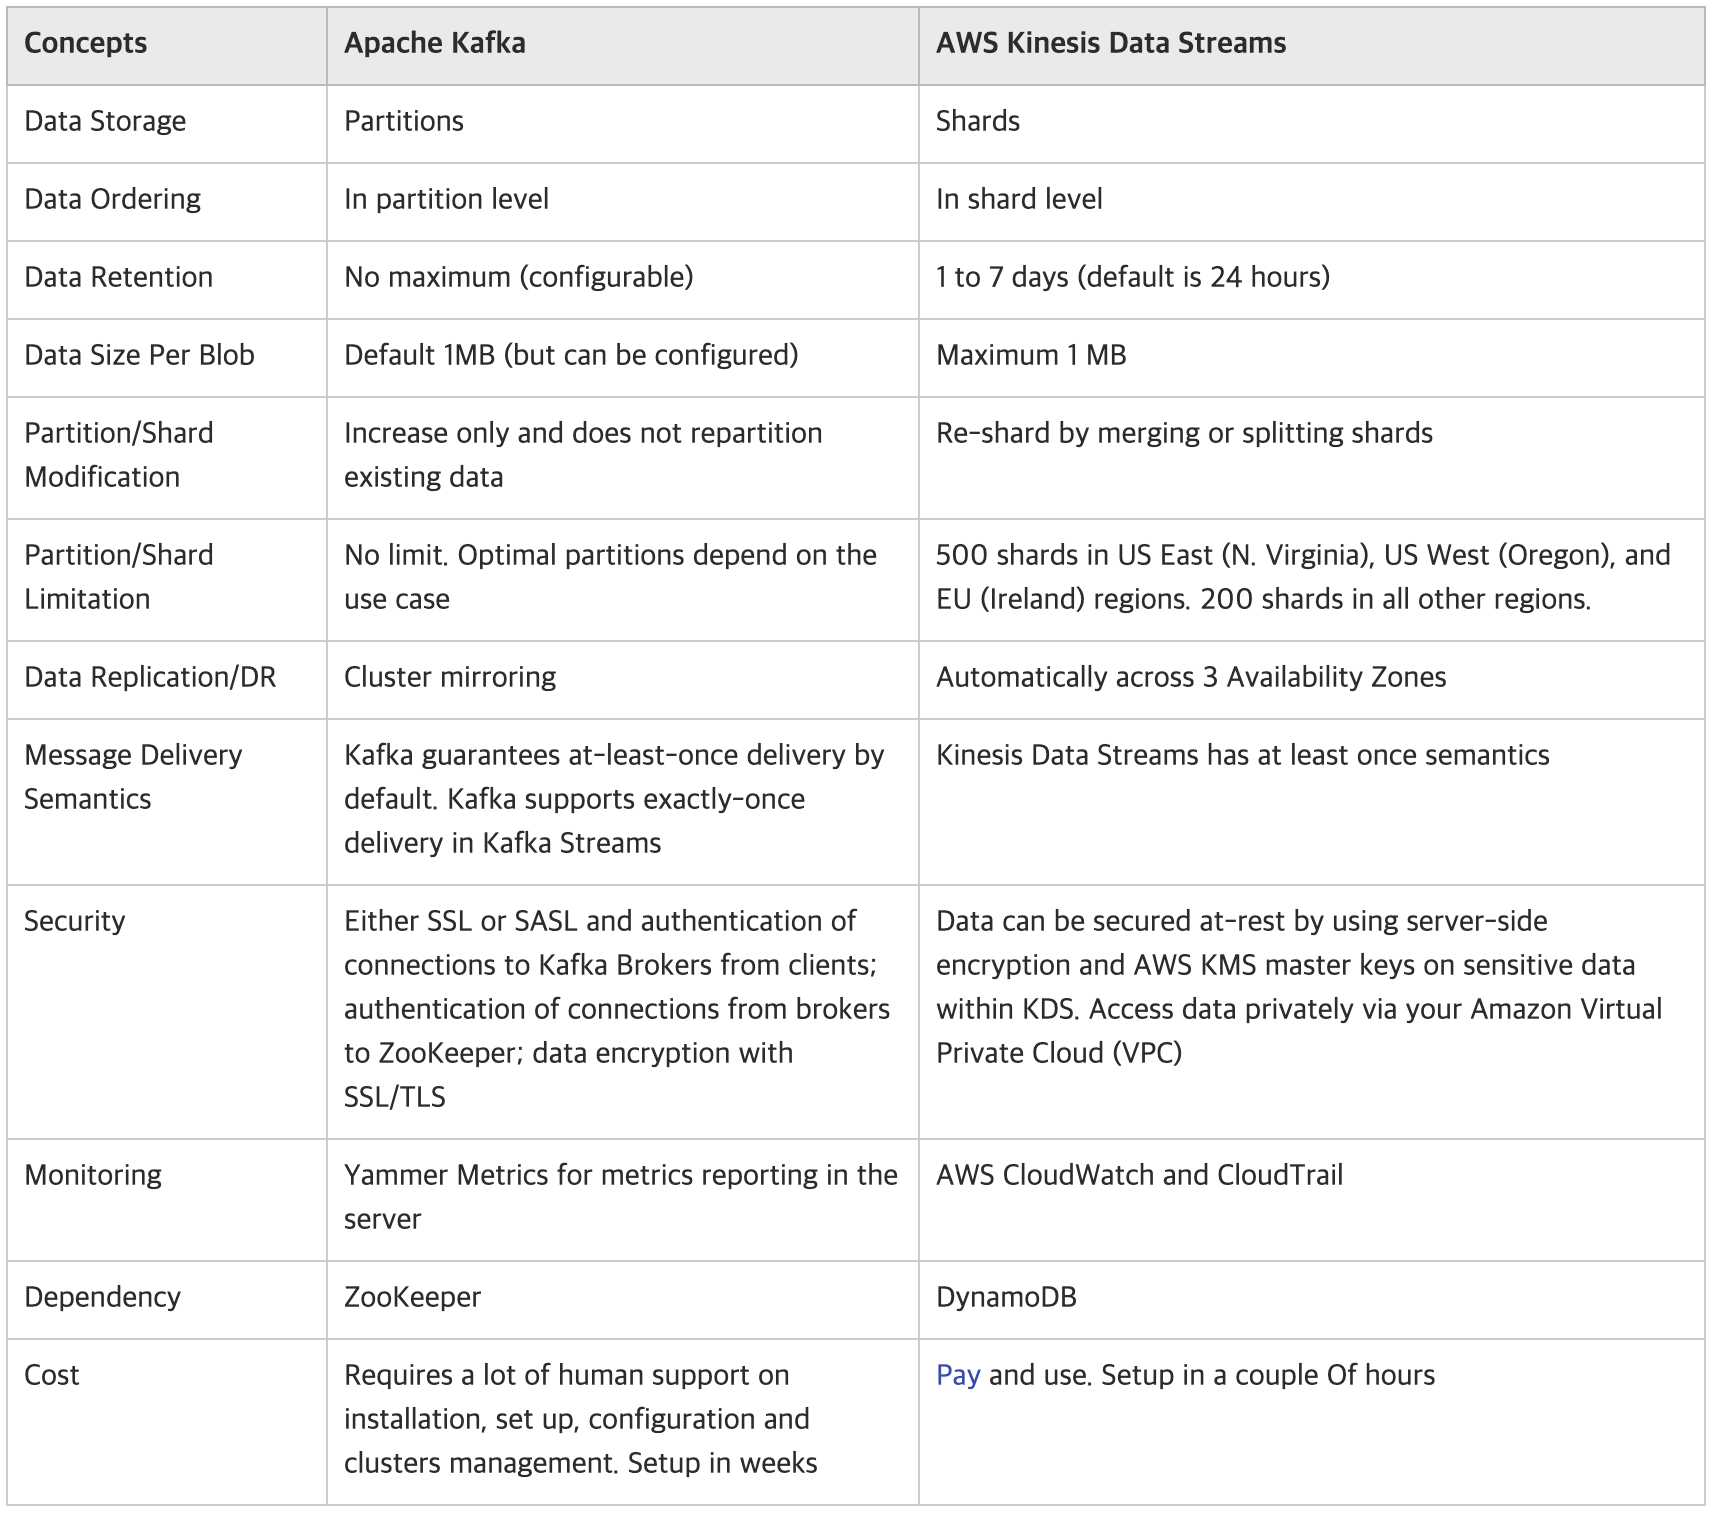 Concepts
Apache Kafka
AWS Kinesis Data Streams
Data Storage
Partitions
Shards
Data Ordering
In partition level
In shard level
Data Retention
No maximum (configurable)
1 to 7 days (default is 24 hours)
Data Size Per Blob
Default 1MB (but can be configured)
Maximum 1 MB
Partition/Shard
Modification
Increase only and does not repartition
existing data
Re-shard by merging or splitting shards
Partition/Shard
Limitation
No limit. Optimal partitions depend on the
use case
500 shards in US East (N. Virginia), US West (Oregon), and
EU (Ireland) regions. 200 shards in all other regions.
Data Replication/DR
Cluster mirroring
Automatically across 3 Availability Zones
Message Delivery
Semantics
Kafka guarantees at-least-once delivery by
default. Kafka supports exactly-once
delivery in Kafka Streams
Kinesis Data Streams has at least once semantics
Security
Either SSL or SASL and authentication of
connections to Kafka Brokers from clients;
authentication of connections from brokers
to ZooKeeper; data encryption with
SSL/TLS
Data can be secured at-rest by using server-side
encryption and AWS KMS master keys on sensitive data
within KDS. Access data privately via your Amazon Virtual
Private Cloud (VPC)
Monitoring
Yammer Metrics for metrics reporting in the
server
AWS CloudWatch and CloudTrail
Dependency
ZooKeeper
DynamoDB
Cost
Requires a lot of human support on
installation, set up, configuration and
clusters management. Setup in weeks
Pay and use. Setup in a couple Of hours